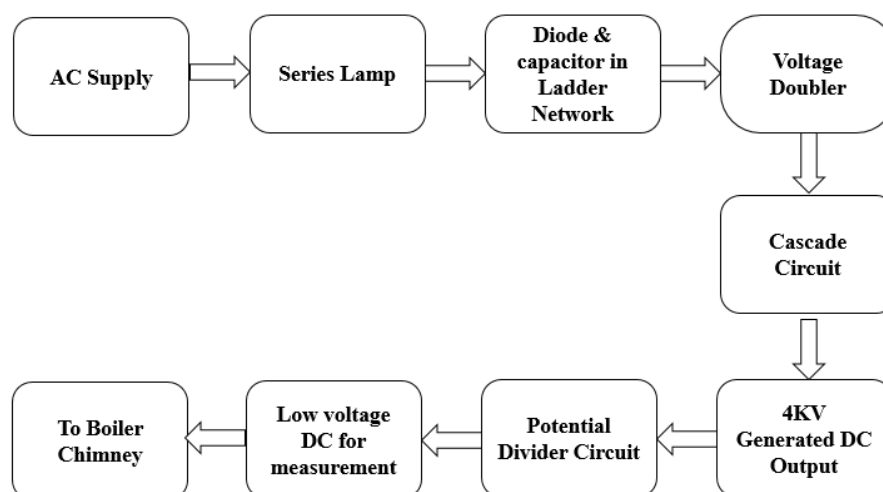 AC Supply
Series Lamp
Diode &
capacitor in
Ladder
Network
Voltage
Doubler
Cascade
Circuit
4KV
Generated DC
Output
Potential
Divider Circuit
Low voltage
DC for
measurement
To Boiler
Chimney